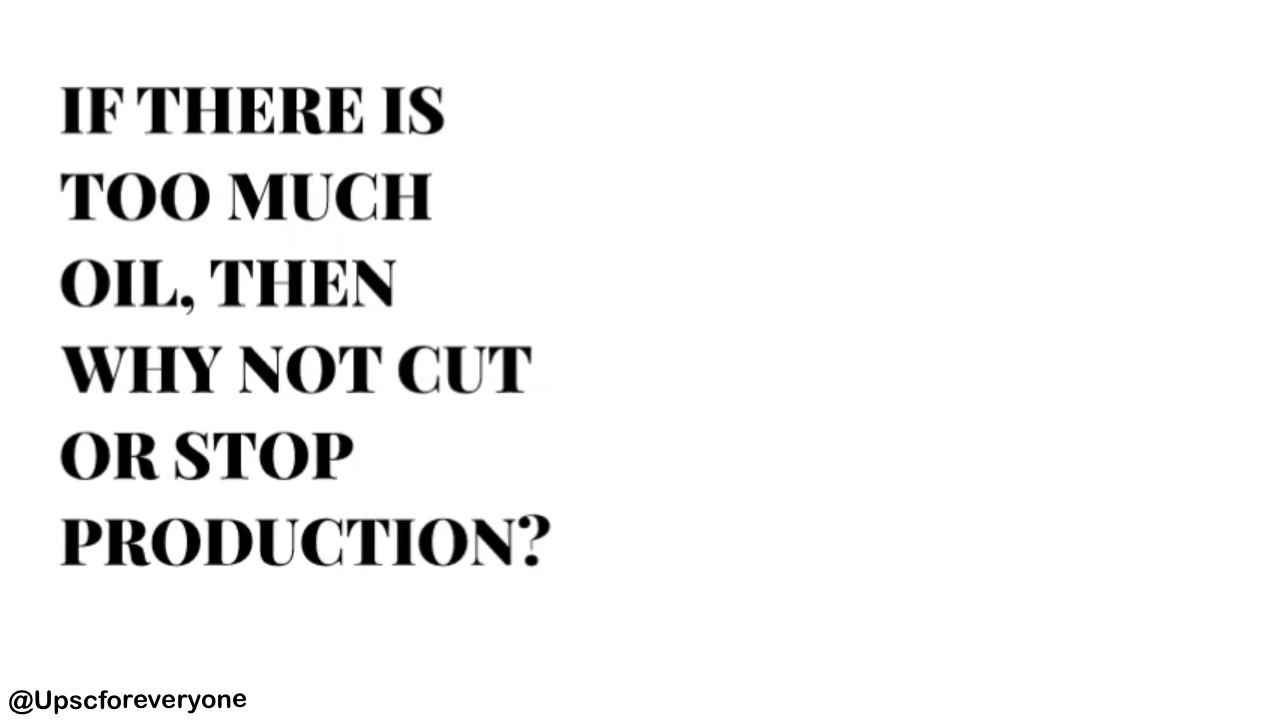 IF THERE IS
TOO MUCH
OIL, THEN
WHY NOT CUT
OR STOP
PRODUCTION?
@Upscforeveryone